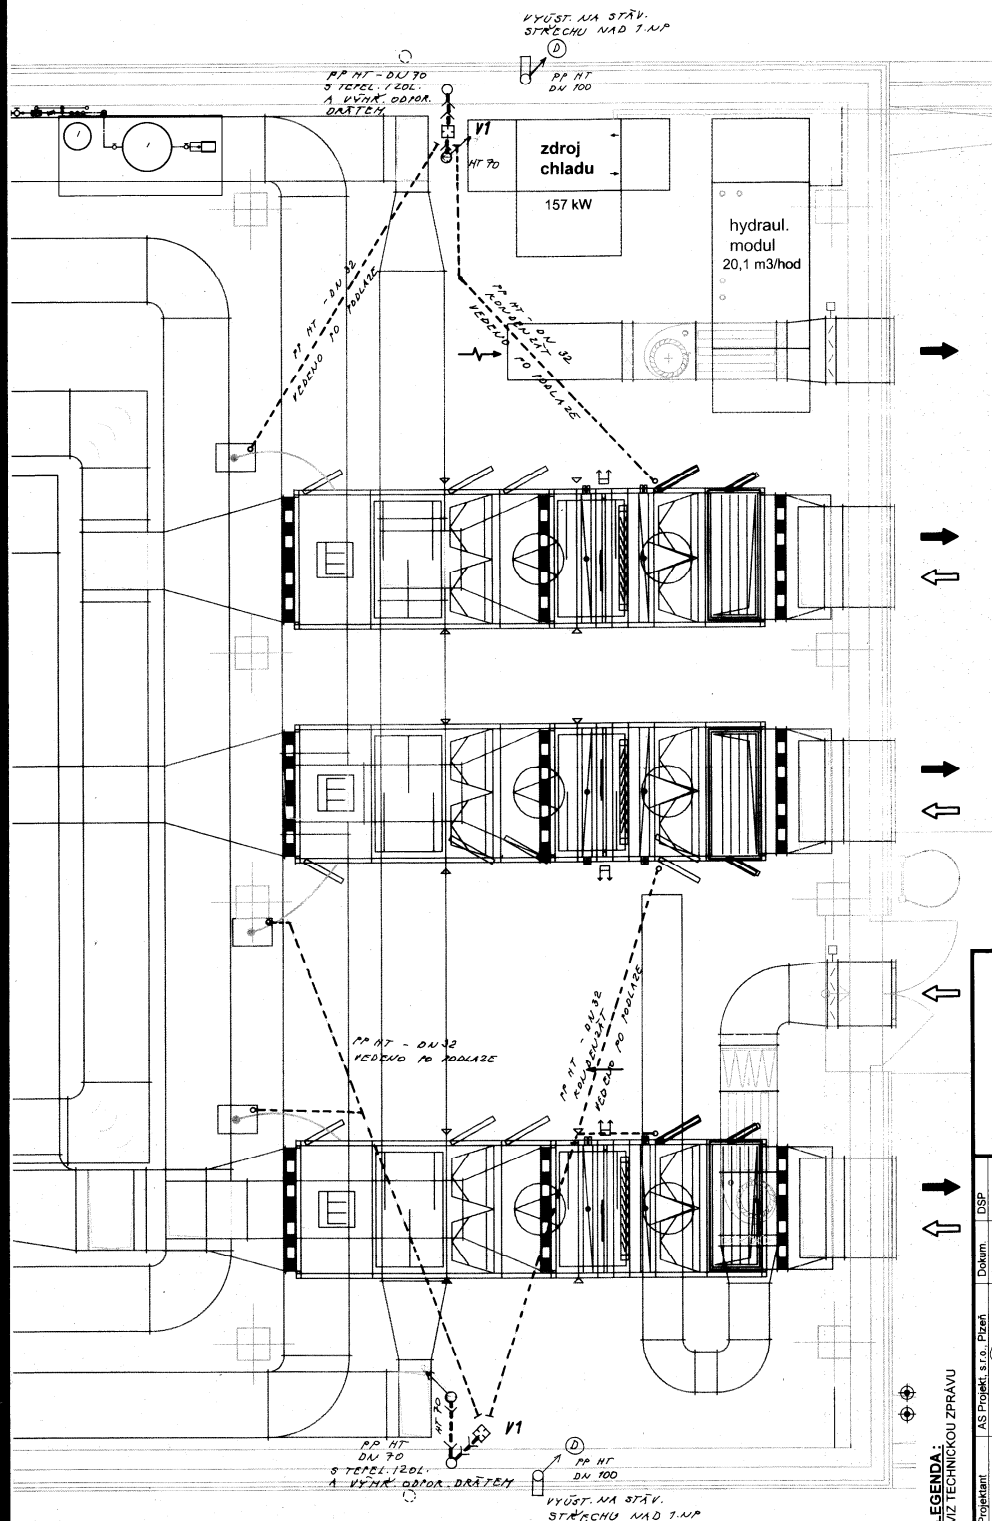 VYÚST. NA STÁV.
STŘECHU NAD 1.NP
D
PP HT
DN 100
PP HT - DN 70
S TEPEL. IZOL.
A VÝHŘ. ODPOR.
DRÁTEM
V1
HT 70
zdroj
chladu
157 kW
hydraul.
modul
20,1 m3/hod
PP HT - DN 32
VEDENO PO PODLAZE
PP HT - DN 32
KONDENZÁT
VEDENO PO PODLAZE
PP HT - DN 32
VEDENO PO PODLAZE
PP HT - DN 32
KONDENZÁT
VEDENO PO PODLAZE
HT 70
V1
PP HT
DN 70
S TEPEL. IZOL.
A VÝHŘ. ODPOR. DRÁTEM
D
PP HT
DN 100
VYÚST. NA STÁV.
STŘECHU NAD 1.NP
LEGENDA:
VIZ TECHNICKOU ZPRÁVU
Projektant AS Projekt, s.r.o., Plzeň
Dokum. DSP